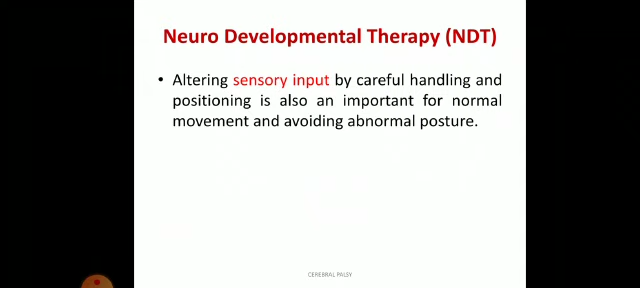 Neuro Developmental Therapy (NDT)
• Altering sensory input by careful handling and
positioning is also an important for normal
movement and avoiding abnormal posture.
CEREBRAL PALSY